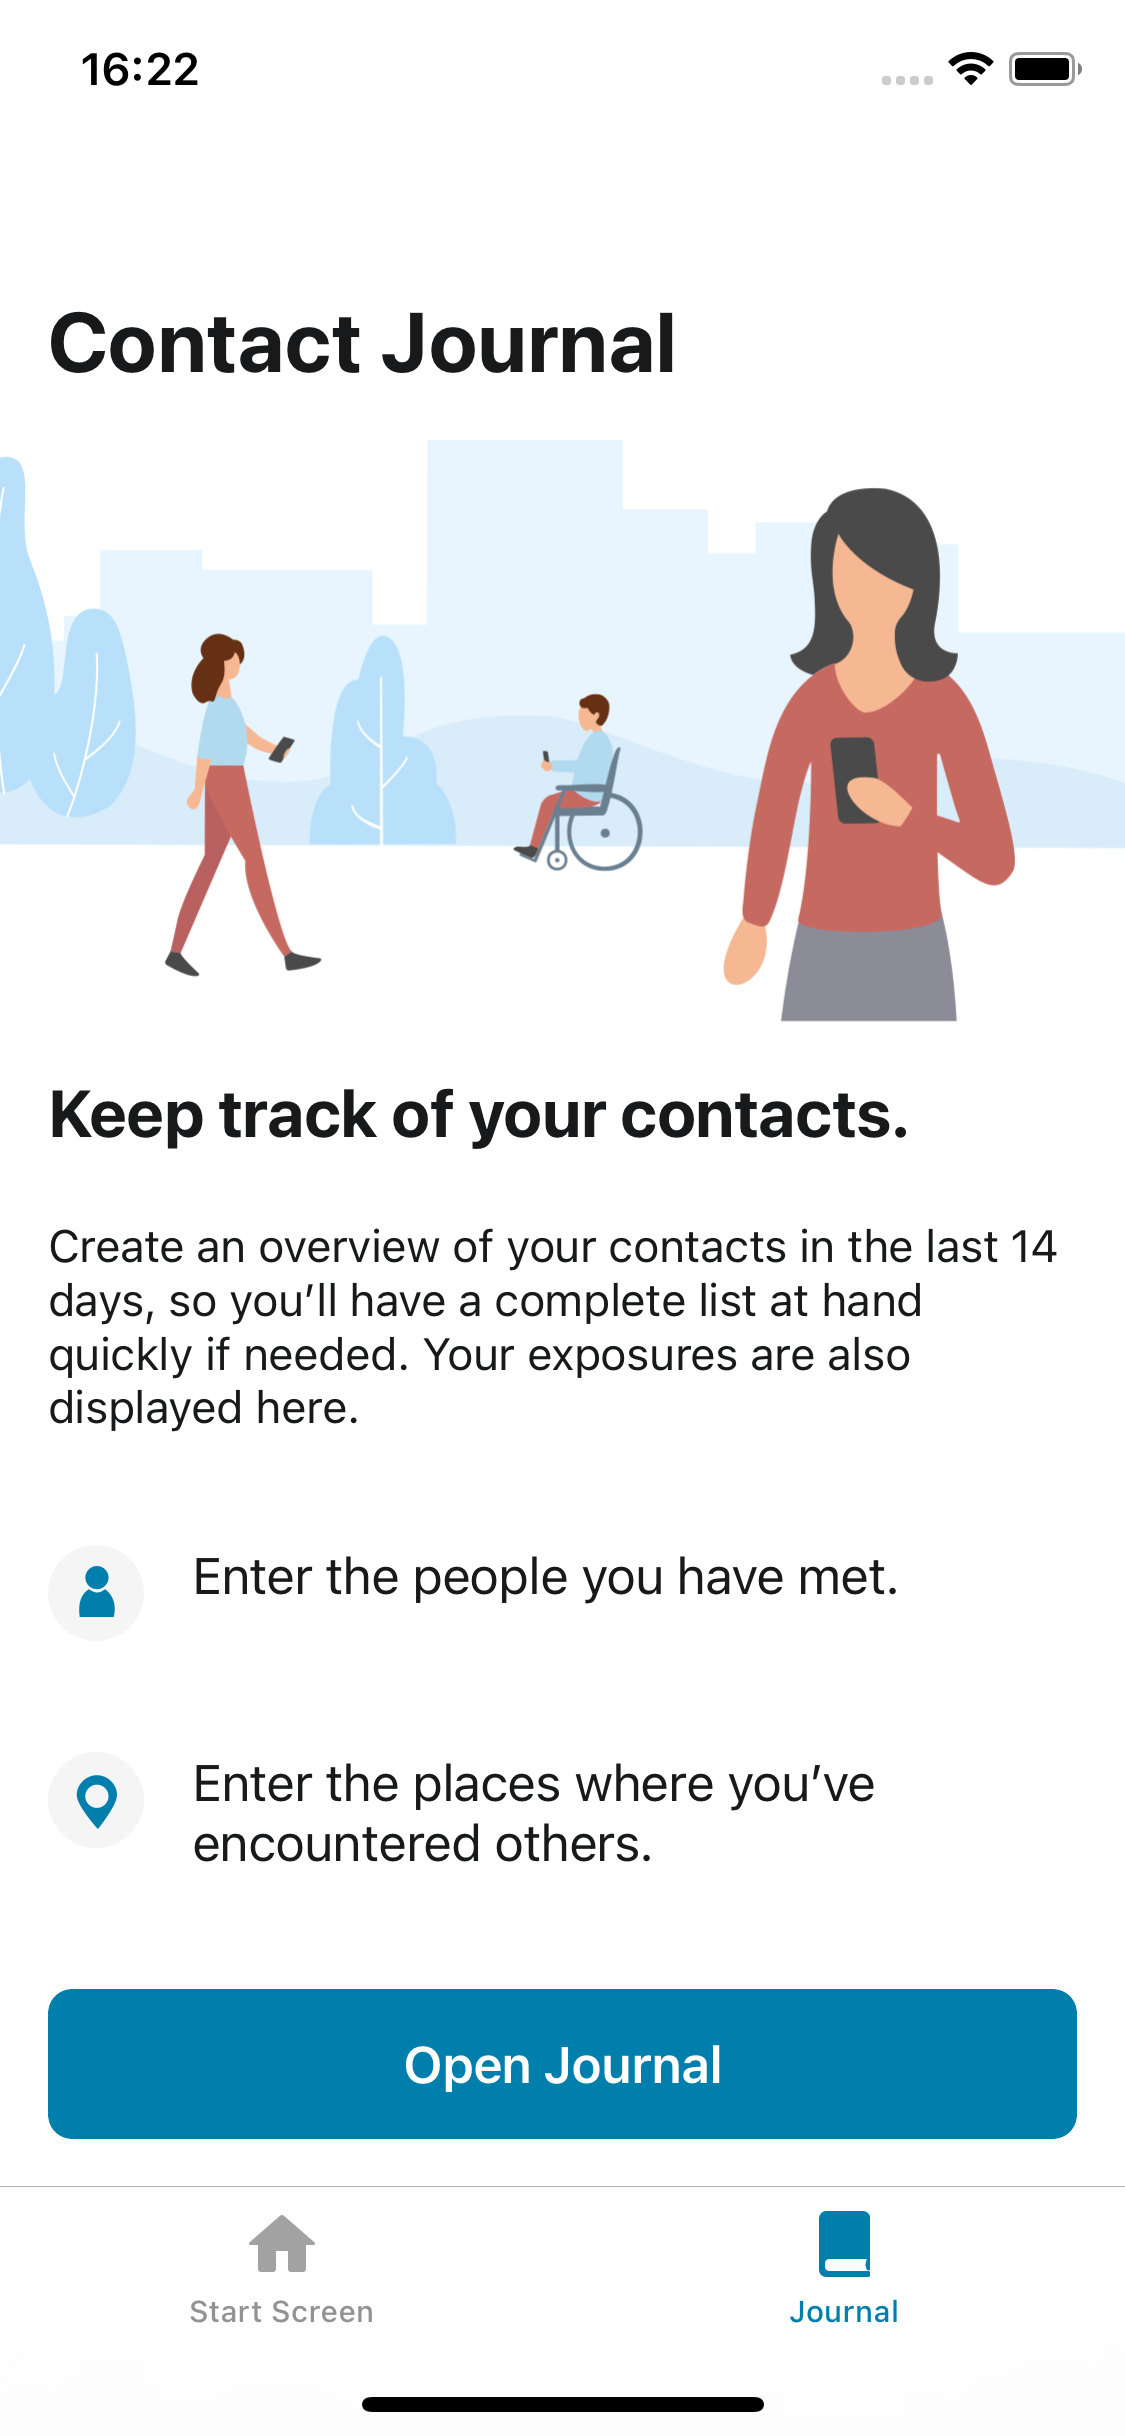 16:22
Contact Journal
Keep track of your contacts.
Create an overview of your contacts in the last 14
days, so you’ll have a complete list at hand
quickly if needed. Your exposures are also
displayed here.
Enter the people you have met.
Enter the places where you’ve
encountered others.
Open Journal
Start Screen
Journal